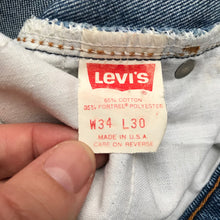 LEVI'S
65% COTTON
35% FORTREL® POLYESTER
W34 L30
MADE IN U.S.A.
CARE ON REVERSE